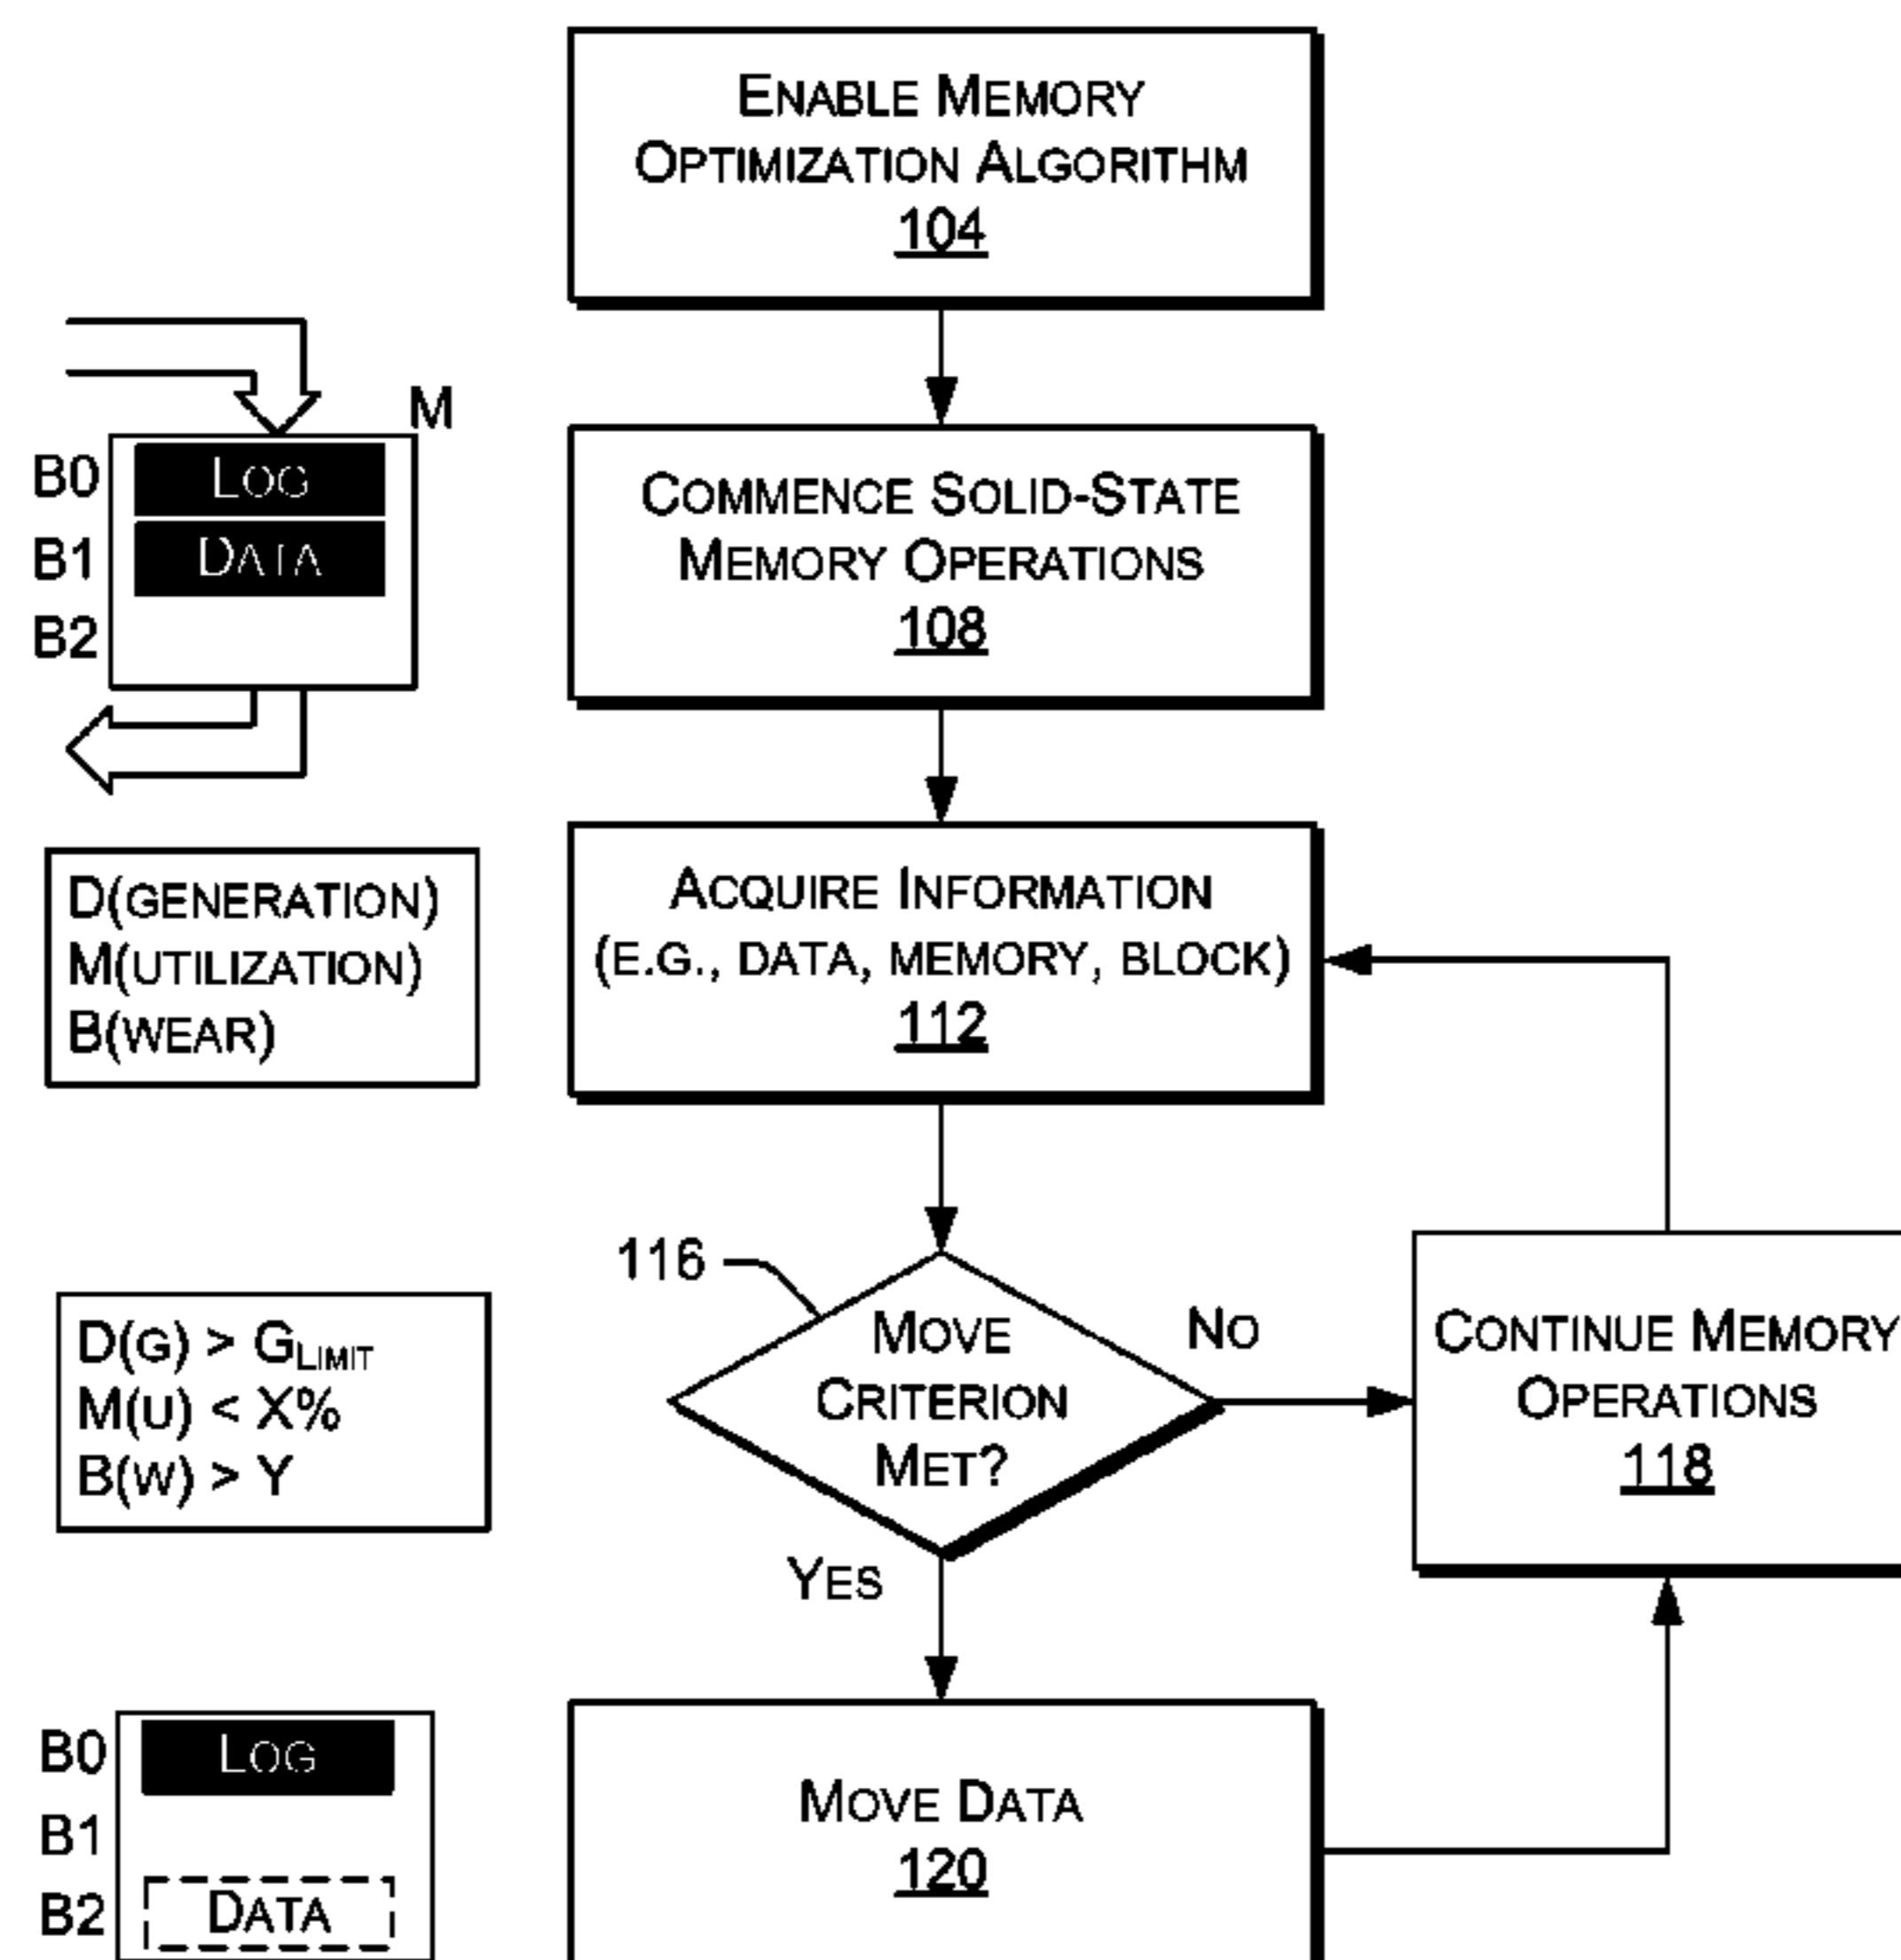 ENABLE MEMORY
OPTIMIZATION ALGORITHM
104
M
B0 LOG
B1 DATA
B2
COMMENCE SOLID-STATE
MEMORY OPERATIONS
108
D(GENERATION)
M(UTILIZATION)
B(WEAR)
ACQUIRE INFORMATION
(E.G., DATA, MEMORY, BLOCK)
112
116
MOVE
CRITERION
MET?
NO
YES
D(G) > GLIMIT
M(U) < X%
B(W) > Y
CONTINUE MEMORY
OPERATIONS
118
B0 LOG
B1
B2 DATA
MOVE DATA
120